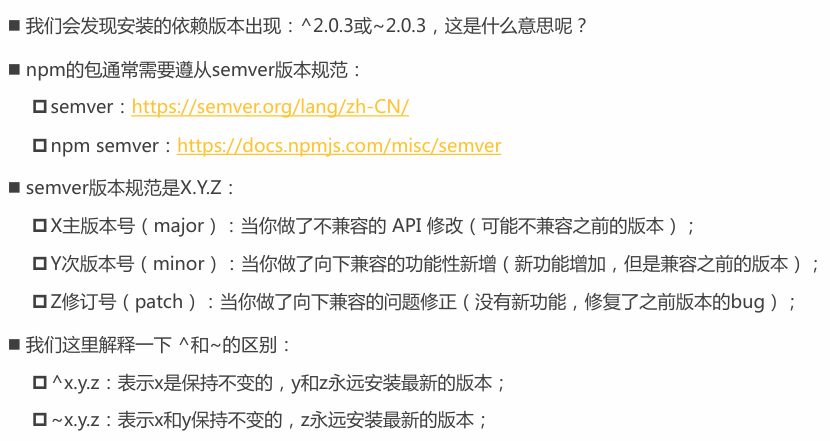 ■ 我们会发现安装的依赖版本出现：^2.0.3或~2.0.3，这是什么意思呢？
■ npm的包通常需要遵从semver版本规范：
semver：https://semver.org/lang/zh-CN/
npm semver：https://docs.npmjs.com/misc/semver
■ semver版本规范是X.Y.Z：
X主版本号（major）：当你做了不兼容的 API 修改（可能不兼容之前的版本）；
Y次版本号（minor）：当你做了向下兼容的功能性新增（新功能增加，但是兼容之前的版本）；
Z修订号（patch）：当你做了向下兼容的问题修正（没有新功能，修复了之前版本的bug）；
■ 我们这里解释一下 ^和~的区别：
^x.y.z：表示x是保持不变的，y和z永远安装最新的版本；
~x.y.z：表示x和y保持不变的，z永远安装最新的版本；